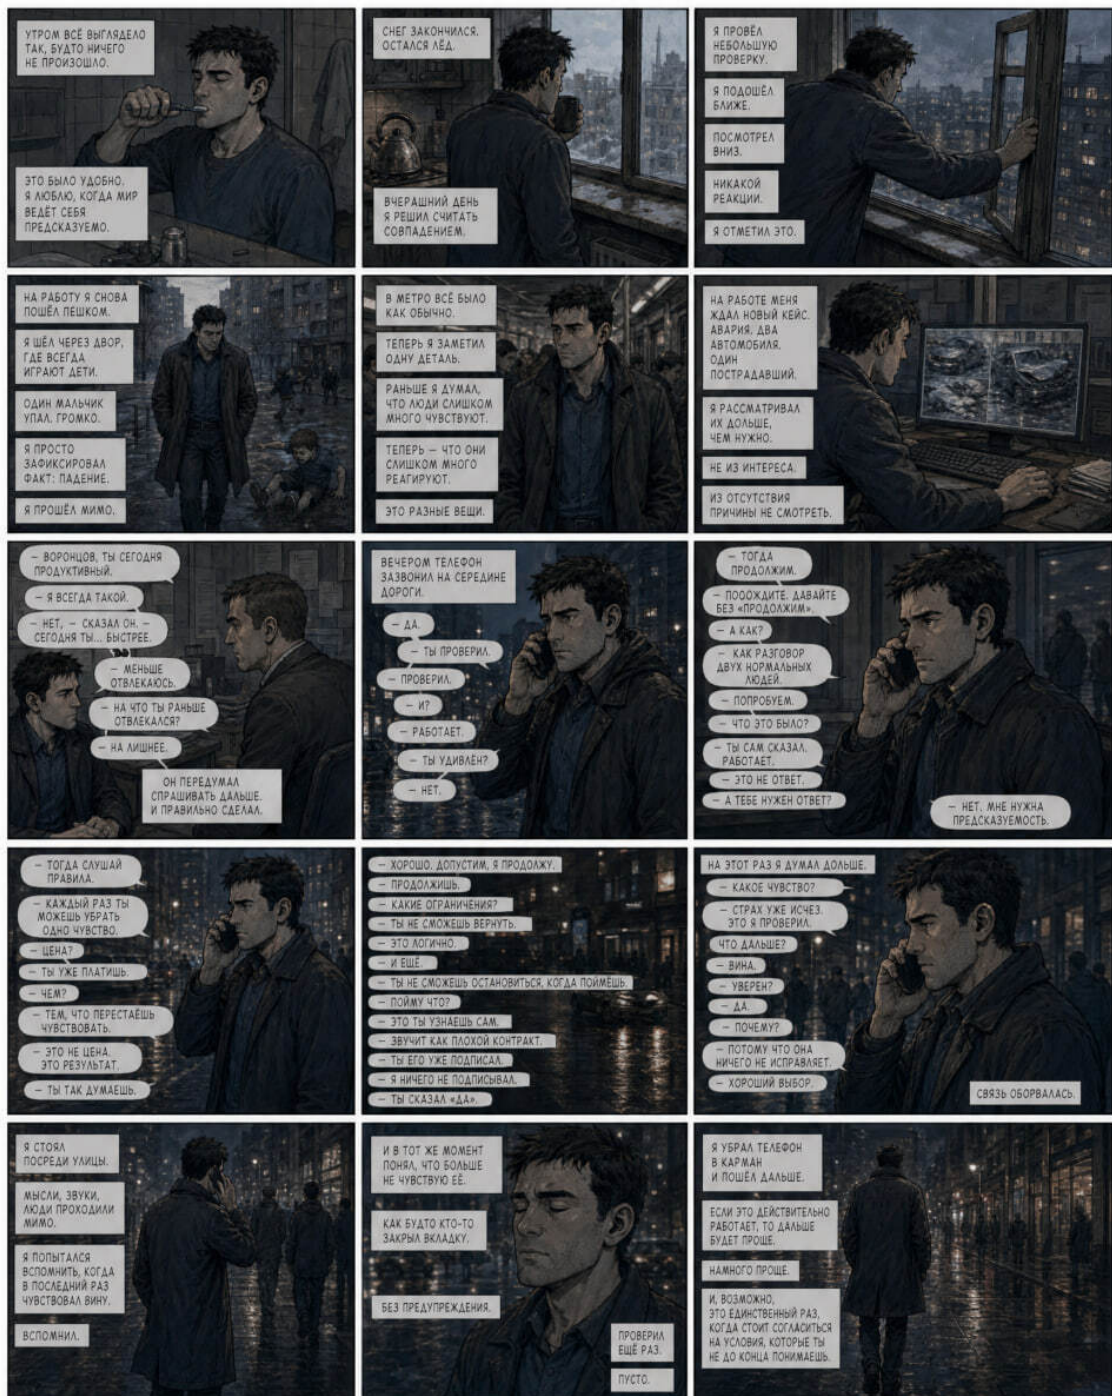 УТРОМ ВСЁ ВЫГЛЯДЕЛО
ТАК, БУДТО НИЧЕГО
НЕ ПРОИЗОШЛО.
ЭТО БЫЛО УДОБНО.
Я ЛЮБЛЮ, КОГДА МИР
ВЕДЁТ СЕБЯ
ПРЕДСКАЗУЕМО.
СНЕГ ЗАКОНЧИЛСЯ.
ОСТАЛСЯ ЛЁД.
ВЧЕРАШНИЙ ДЕНЬ
Я РЕШИЛ СЧИТАТЬ
СОВПАДЕНИЕМ.
Я ПРОВЁЛ
НЕБОЛЬШУЮ
ПРОВЕРКУ.
Я ПОДОШЁЛ
БЛИЖЕ.
ПОСМОТРЕЛ
ВНИЗ.
НИКАКОЙ
РЕАКЦИИ.
Я ОТМЕТИЛ ЭТО.
НА РАБОТУ Я СНОВА
ПОШЁЛ ПЕШКОМ.
Я ШЁЛ ЧЕРЕЗ ДВОР,
ГДЕ ВСЕГДА
ИГРАЮТ ДЕТИ.
ОДИН МАЛЬЧИК
УПАЛ. ГРОМКО.
Я ПРОСТО
ЗАФИКСИРОВАЛ
ФАКТ: ПАДЕНИЕ.
Я ПРОШЁЛ МИМО.
В МЕТРО ВСЁ БЫЛО
КАК ОБЫЧНО.
ТЕПЕРЬ Я ЗАМЕТИЛ
ОДНУ ДЕТАЛЬ.
РАНЬШЕ Я ДУМАЛ,
ЧТО ЛЮДИ СЛИШКОМ
МНОГО ЧУВСТВУЮТ.
ТЕПЕРЬ — ЧТО ОНИ
СЛИШКОМ МНОГО
РЕАГИРУЮТ.
ЭТО РАЗНЫЕ ВЕЩИ.
НА РАБОТЕ МЕНЯ
ЖДАЛ НОВЫЙ КЕЙС.
АВАРИЯ, ДВА
АВТОМОБИЛЯ.
ОДИН
ПОСТРАДАВШИЙ.
Я РАССМАТРИВАЛ
ИХ ДОЛЬШЕ,
ЧЕМ НУЖНО.
НЕ ИЗ ИНТЕРЕСА.
ИЗ ОТСУТСТВИЯ
ПРИЧИНЫ НЕ СМОТРЕТЬ.
— ВОРОНЦОВ, ТЫ СЕГОДНЯ
ПРОДУКТИВНЫЙ.
— Я ВСЕГДА ТАКОЙ.
— НЕТ, — СКАЗАЛ ОН. —
СЕГОДНЯ ТЫ... БЫСТРЕЕ.
— МЕНЬШЕ
ОТВЛЕКАЮСЬ.
— НА ЧТО ТЫ РАНЬШЕ
ОТВЛЕКАЛСЯ?
— НА ЛИШНЕЕ.
ОН ПЕРЕДУМАЛ
СПРАШИВАТЬ ДАЛЬШЕ.
И ПРАВИЛЬНО СДЕЛАЛ.
ВЕЧЕРОМ ТЕЛЕФОН
ЗАЗВОНИЛ НА СЕРЕДИНЕ
ДОРОГИ.
— ДА.
— ТЫ ПРОВЕРИЛ.
— ПРОВЕРИЛ.
— И?
— РАБОТАЕТ.
— ТЫ УДИВЛЁН?
— НЕТ.
— ТОГДА
ПРОДОЛЖИМ.
— ПОООЖДИТЕ. ДАВАЙТЕ
БЕЗ «ПРОДОЛЖИМ».
— А КАК?
— КАК РАЗГОВОР
ДВУХ НОРМАЛЬНЫХ
ЛЮДЕЙ.
— ПОПРОБУЕМ.
— ЧТО ЭТО БЫЛО?
— ТЫ САМ СКАЗАЛ.
РАБОТАЕТ.
— ЭТО НЕ ОТВЕТ.
— А ТЕБЕ НУЖЕН ОТВЕТ?
— НЕТ. МНЕ НУЖНА
ПРЕДСКАЗУЕМОСТЬ.
— ТОГДА СЛУШАЙ
ПРАВИЛА.
— КАЖДЫЙ РАЗ ТЫ
МОЖЕШЬ УБРАТЬ
ОДНО ЧУВСТВО.
— ЦЕНА?
— ТЫ УЖЕ ПЛАТИШЬ.
— ЧЕМ?
— ТЕМ, ЧТО ПЕРЕСТАЁШЬ
ЧУВСТВОВАТЬ.
— ЭТО НЕ ЦЕНА.
ЭТО РЕЗУЛЬТАТ.
— ТЫ ТАК ДУМАЕШЬ.
— ХОРОШО. ДОПУСТИМ, Я ПРОДОЛЖУ.
— ПРОДОЛЖИШЬ.
— КАКИЕ ОГРАНИЧЕНИЯ?
— ТЫ НЕ СМОЖЕШЬ ВЕРНУТЬ.
— ЭТО ЛОГИЧНО.
— И ЕЩЁ.
— ТЫ НЕ СМОЖЕШЬ ОСТАНОВИТЬСЯ, КОГДА ПОЙМЁШЬ.
— ПОЙМУ ЧТО?
— ЭТО ТЫ УЗНАЕШЬ САМ.
— ЗВУЧИТ КАК ПЛОХОЙ КОНТРАКТ.
— ТЫ ЕГО УЖЕ ПОДПИСАЛ.
— Я НИЧЕГО НЕ ПОДПИСЫВАЛ.
— ТЫ СКАЗАЛ «ДА».
НА ЭТОТ РАЗ Я ДУМАЛ ДОЛЬШЕ.
— КАКОЕ ЧУВСТВО?
— СТРАХ УЖЕ ИСЧЕЗ.
ЭТО Я ПРОВЕРИЛ.
ЧТО ДАЛЬШЕ?
— ВИНА.
— УВЕРЕН?
— ДА.
— ПОЧЕМУ?
— ПОТОМУ ЧТО ОНА
НИЧЕГО НЕ ИСПРАВЛЯЕТ.
— ХОРОШИЙ ВЫБОР.
СВЯЗЬ ОБОРВАЛАСЬ.
Я СТОЯЛ
ПОСРЕДИ УЛИЦЫ.
МЫСЛИ, ЗВУКИ,
ЛЮДИ ПРОХОДИЛИ
МИМО.
Я ПОПЫТАЛСЯ
ВСПОМНИТЬ, КОГДА
В ПОСЛЕДНИЙ РАЗ
ЧУВСТВОВАЛ ВИНУ.
ВСПОМНИЛ.
И В ТОТ ЖЕ МОМЕНТ
ПОНЯЛ, ЧТО БОЛЬШЕ
НЕ ЧУВСТВУЮ ЕЁ.
КАК БУДТО КТО-ТО
ЗАКРЫЛ ВКЛАДКУ.
БЕЗ ПРЕДУПРЕЖДЕНИЯ.
ПРОВЕРИЛ
ЕЩЁ РАЗ.
ПУСТО.
Я УБРАЛ ТЕЛЕФОН
В КАРМАН
И ПОШЁЛ ДАЛЬШЕ.
ЕСЛИ ЭТО ДЕЙСТВИТЕЛЬНО
РАБОТАЕТ, ТО ДАЛЬШЕ
БУДЕТ ПРОЩЕ.
НАМНОГО ПРОЩЕ.
И, ВОЗМОЖНО,
ЭТО ЕДИНСТВЕННЫЙ РАЗ,
КОГДА СТОИТ СОГЛАСИТЬСЯ
НА УСЛОВИЯ, КОТОРЫЕ ТЫ
НЕ ДО КОНЦА ПОНИМАЕШЬ.